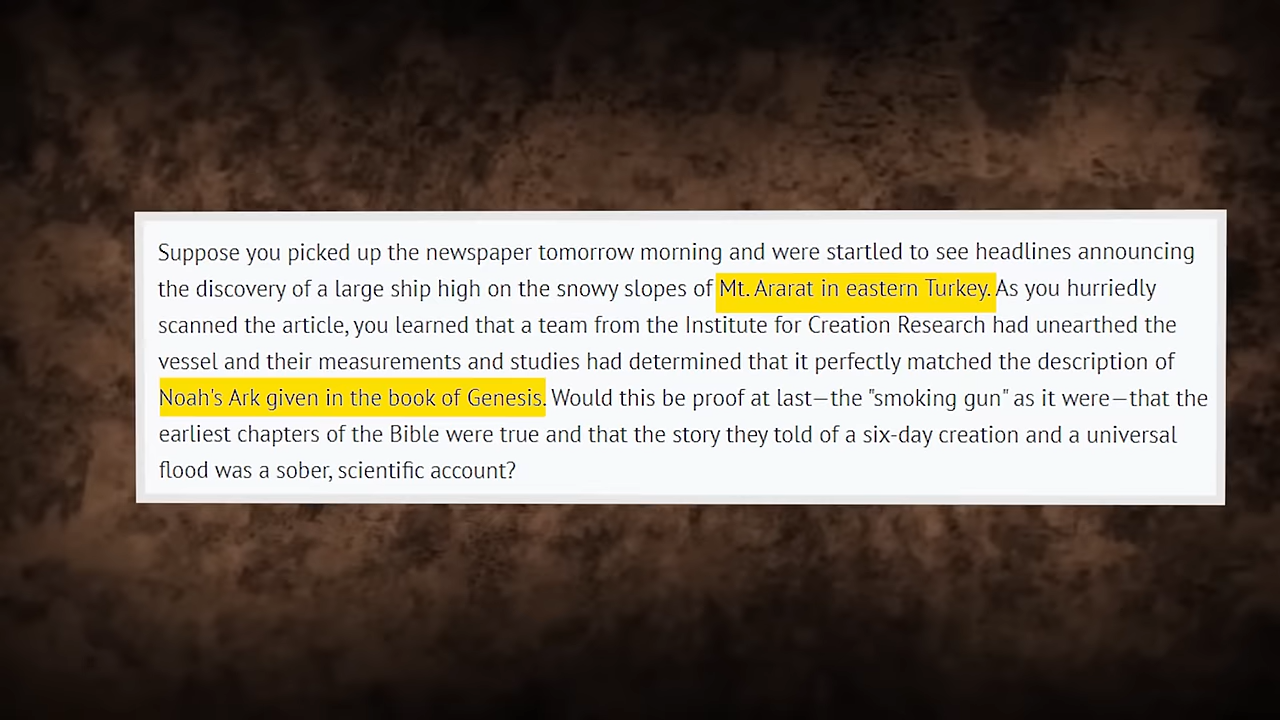 Suppose you picked up the newspaper tomorrow morning and were startled to see headlines announcing
the discovery of a large ship high on the snowy slopes of Mt. Ararat in eastern Turkey. As you hurriedly
scanned the article, you learned that a team from the Institute for Creation Research had unearthed the
vessel and their measurements and studies had determined that it perfectly matched the description of
Noah's Ark given in the book of Genesis. Would this be proof at last—the "smoking gun" as it were—that the
earliest chapters of the Bible were true and that the story they told of a six-day creation and a universal
flood was a sober, scientific account?